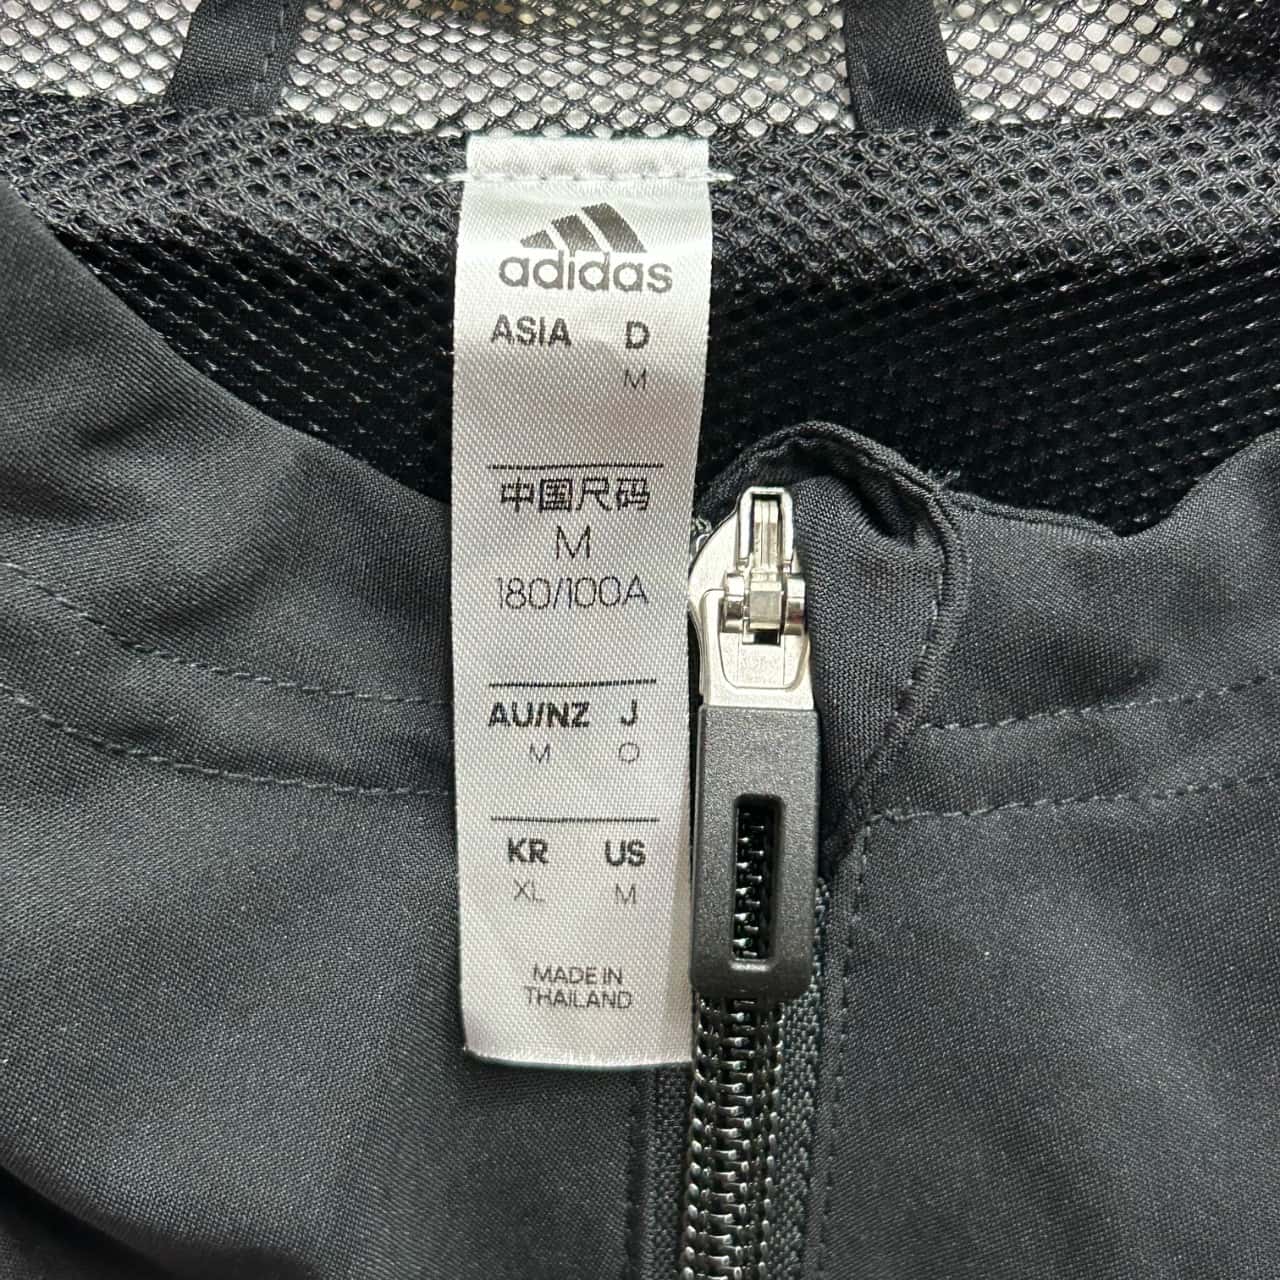 adidas
ASIA D
M
中国尺码
M
180/100A
AU/NZ J
M O
KR US
XL M
MADE IN
THAILAND